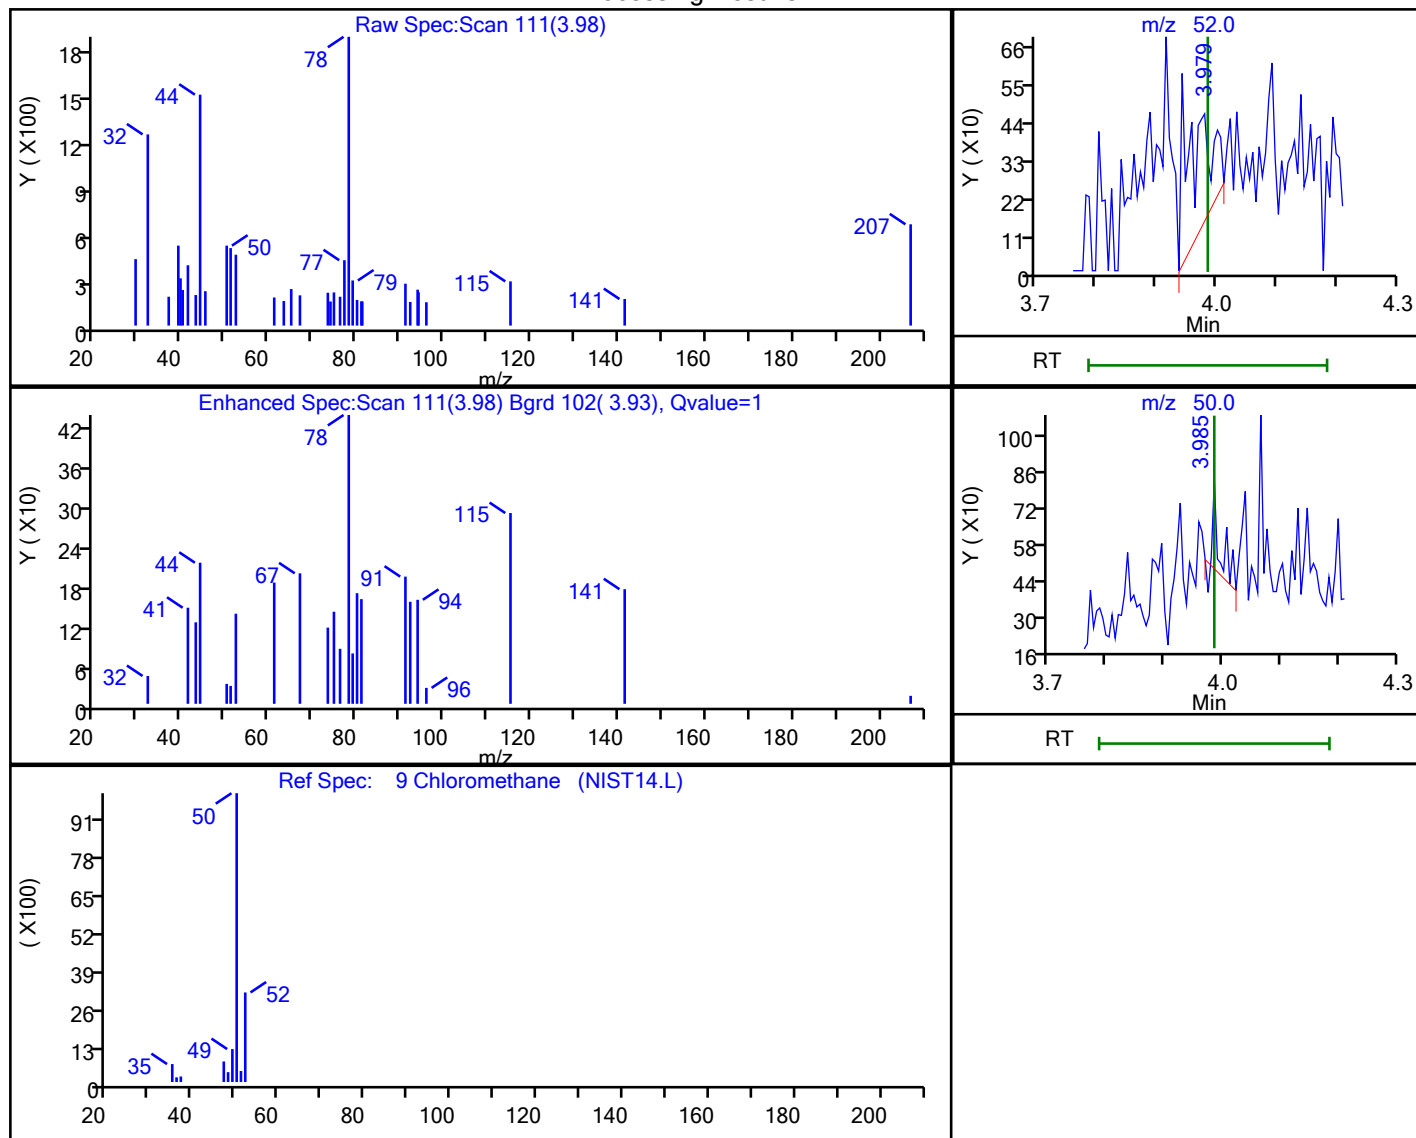 Raw Spec:Scan 111(3.98)
Y ( X100)
18
15
12
9
6
3
0
32
44
50
77
78
79
115
141
207
20 40 60 80 100 120 140 160 180 200
m/z
m/z 52.0
3.979
Y ( X10)
66
55
44
33
22
11
0
3.7 4.0 4.3
Min
RT
Enhanced Spec:Scan 111(3.98) Bgrd 102( 3.93), Qvalue=1
Y ( X10)
42
36
30
24
18
12
6
0
32
41
44
67
78
91
94
96
115
141
20 40 60 80 100 120 140 160 180 200
m/z
m/z 50.0
3.985
Y ( X10)
100
86
72
58
44
30
16
3.7 4.0 4.3
Min
RT
Ref Spec: 9 Chloromethane (NIST14.L)
( X100)
91
78
65
52
39
26
13
0
35
49
50
52
20 40 60 80 100 120 140 160 180 200